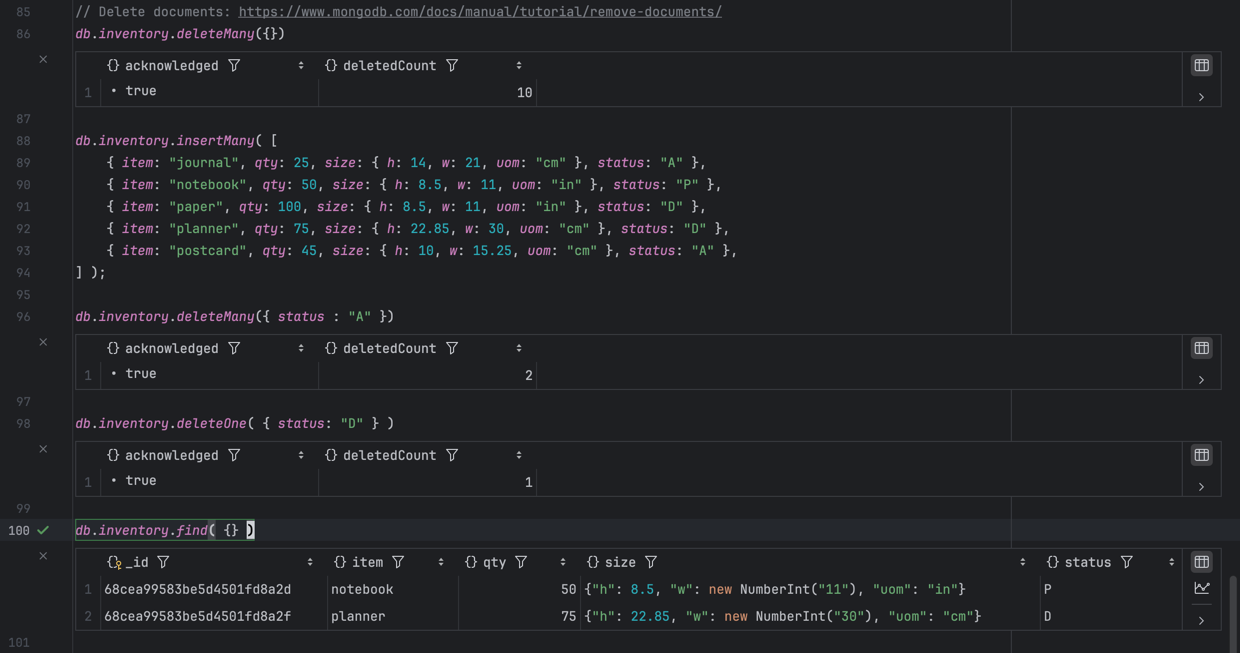 85 // Delete documents: https://www.mongodb.com/docs/manual/tutorial/remove-documents/
86 db.inventory.deleteMany({})
{} acknowledged {} deletedCount
1 • true 10
87
88 db.inventory.insertMany( [
89 { item: "journal", qty: 25, size: { h: 14, w: 21, uom: "cm" }, status: "A" },
90 { item: "notebook", qty: 50, size: { h: 8.5, w: 11, uom: "in" }, status: "P" },
91 { item: "paper", qty: 100, size: { h: 8.5, w: 11, uom: "in" }, status: "D" },
92 { item: "planner", qty: 75, size: { h: 22.85, w: 30, uom: "cm" }, status: "D" },
93 { item: "postcard", qty: 45, size: { h: 10, w: 15.25, uom: "cm" }, status: "A" },
94 ] );
95
96 db.inventory.deleteMany({ status : "A" })
{} acknowledged {} deletedCount
1 • true 2
97
98 db.inventory.deleteOne( { status: "D" } )
{} acknowledged {} deletedCount
1 • true 1
99
100 db.inventory.find( {} )
{} _id {} item {} qty {} size {} status
1 68cea99583be5d4501fd8a2d notebook 50 {"h": 8.5, "w": new NumberInt("11"), "uom": "in"} P
2 68cea99583be5d4501fd8a2f planner 75 {"h": 22.85, "w": new NumberInt("30"), "uom": "cm"} D
101